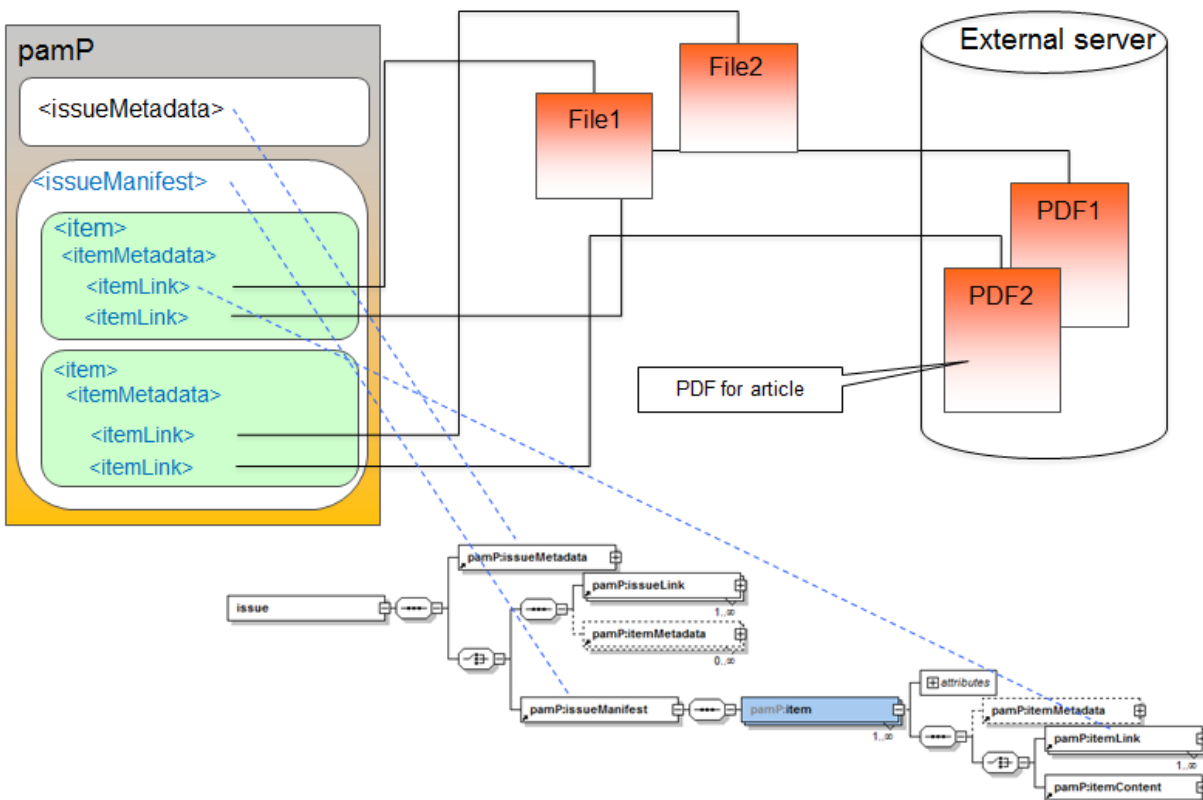 pamP
<issueMetadata>
<issueManifest>
<item>
<itemMetadata>
<itemLink>
<itemLink>
<item>
<itemMetadata>
<itemLink>
<itemLink>
File1
File2
External server
PDF1
PDF2
PDF for article
issue
pamP:issueMetadata
pamP:issueLink
1..∞
pamP:itemMetadata
0..∞
pamP:issueManifest
pamP:item
1..∞
attributes
pamP:itemMetadata
pamP:itemLink
1..∞
pamP:itemContent